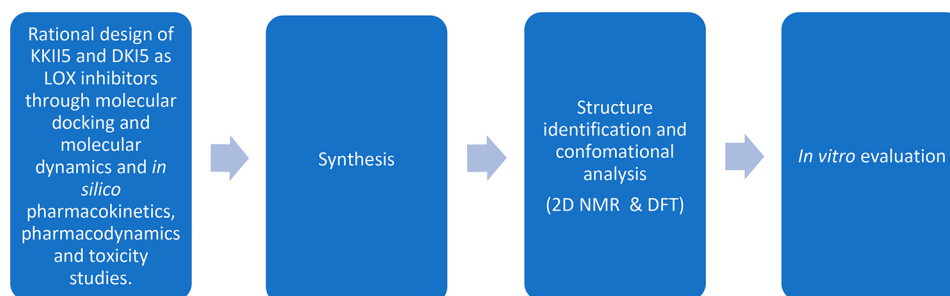 Rational design of
KKII5 and DKI5 as
LOX inhibitors
through molecular
docking and
molecular
dynamics and in
silico
pharmacokinetics,
pharmacodynamics
and toxicity
studies.
Synthesis
Structure
identification and
confomational
analysis
(2D NMR & DFT)
In vitro evaluation